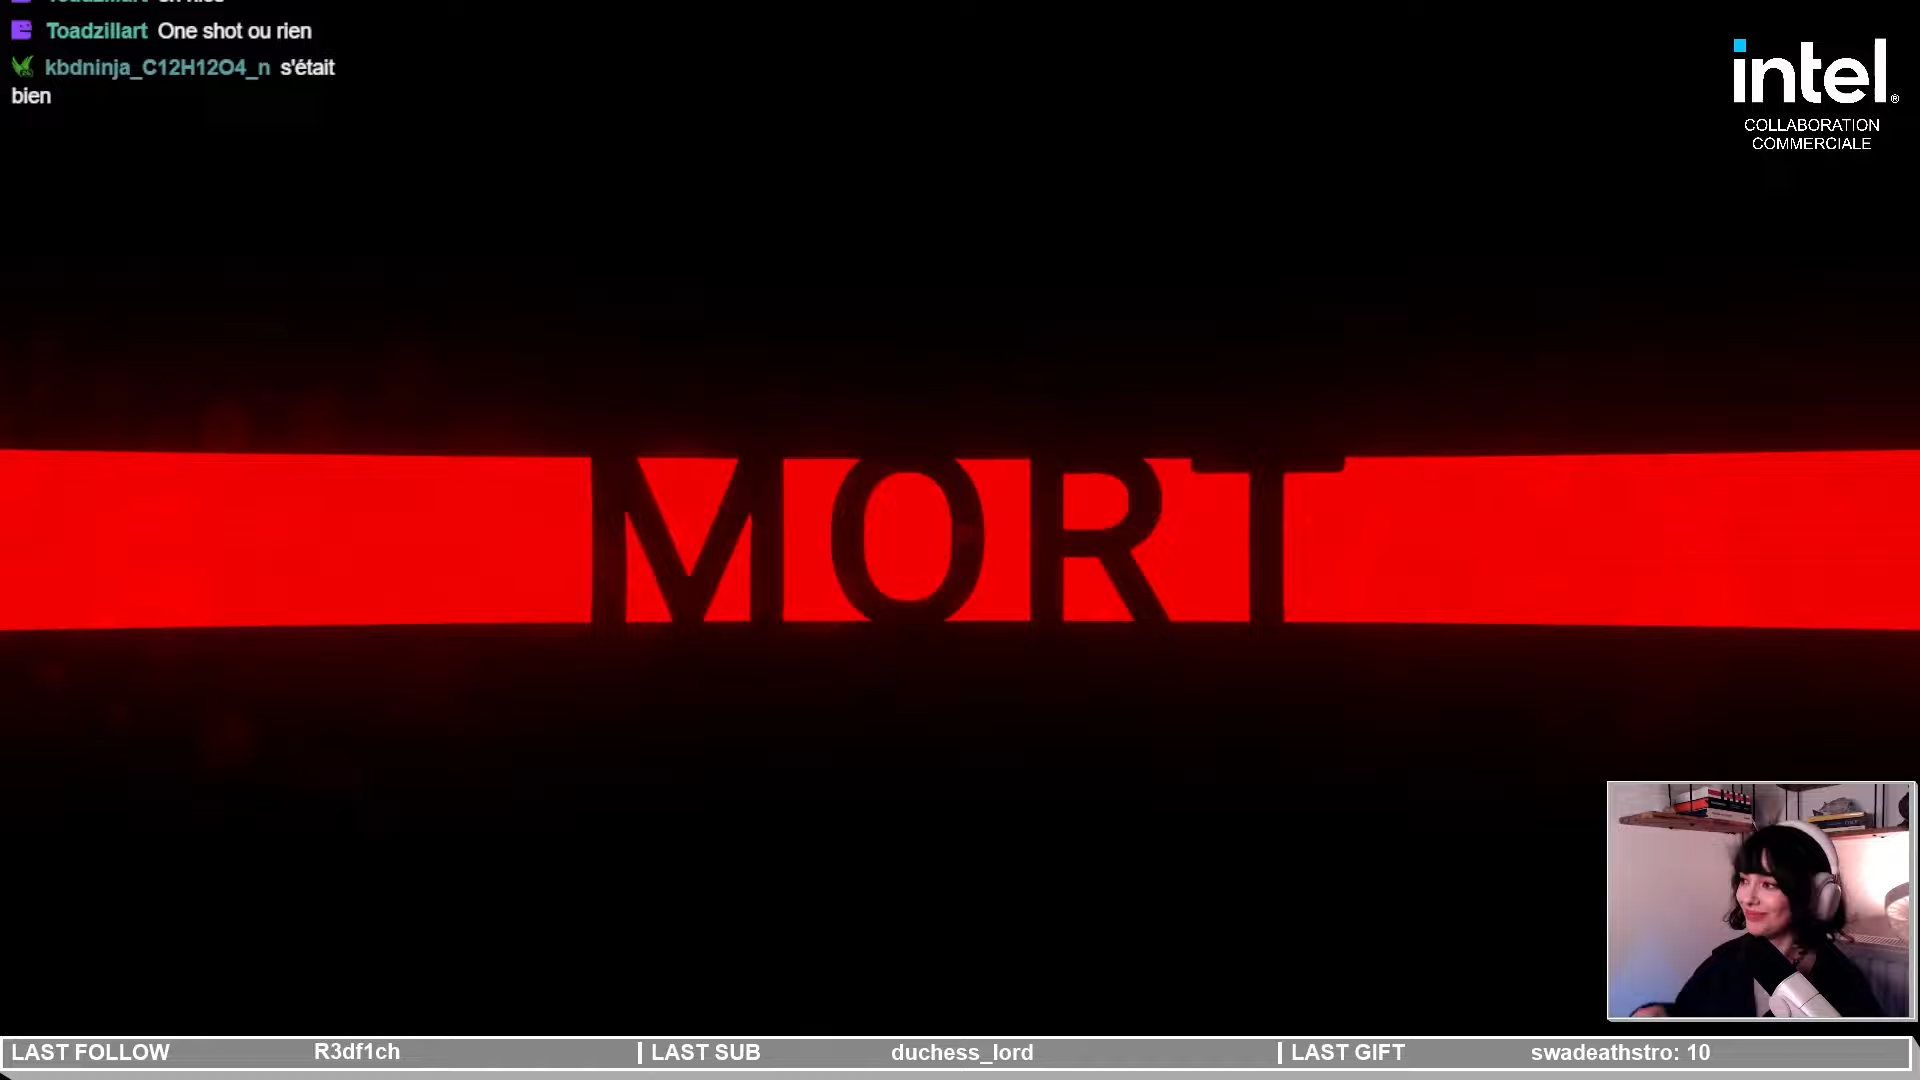 Toadzillart One shot ou rien
kbdninja_C12H12O4_n s'était
bien
intel®
COLLABORATION
COMMERCIALE
MORT
LAST FOLLOW R3df1ch | LAST SUB duchess_lord | LAST GIFT swadeathstro: 10